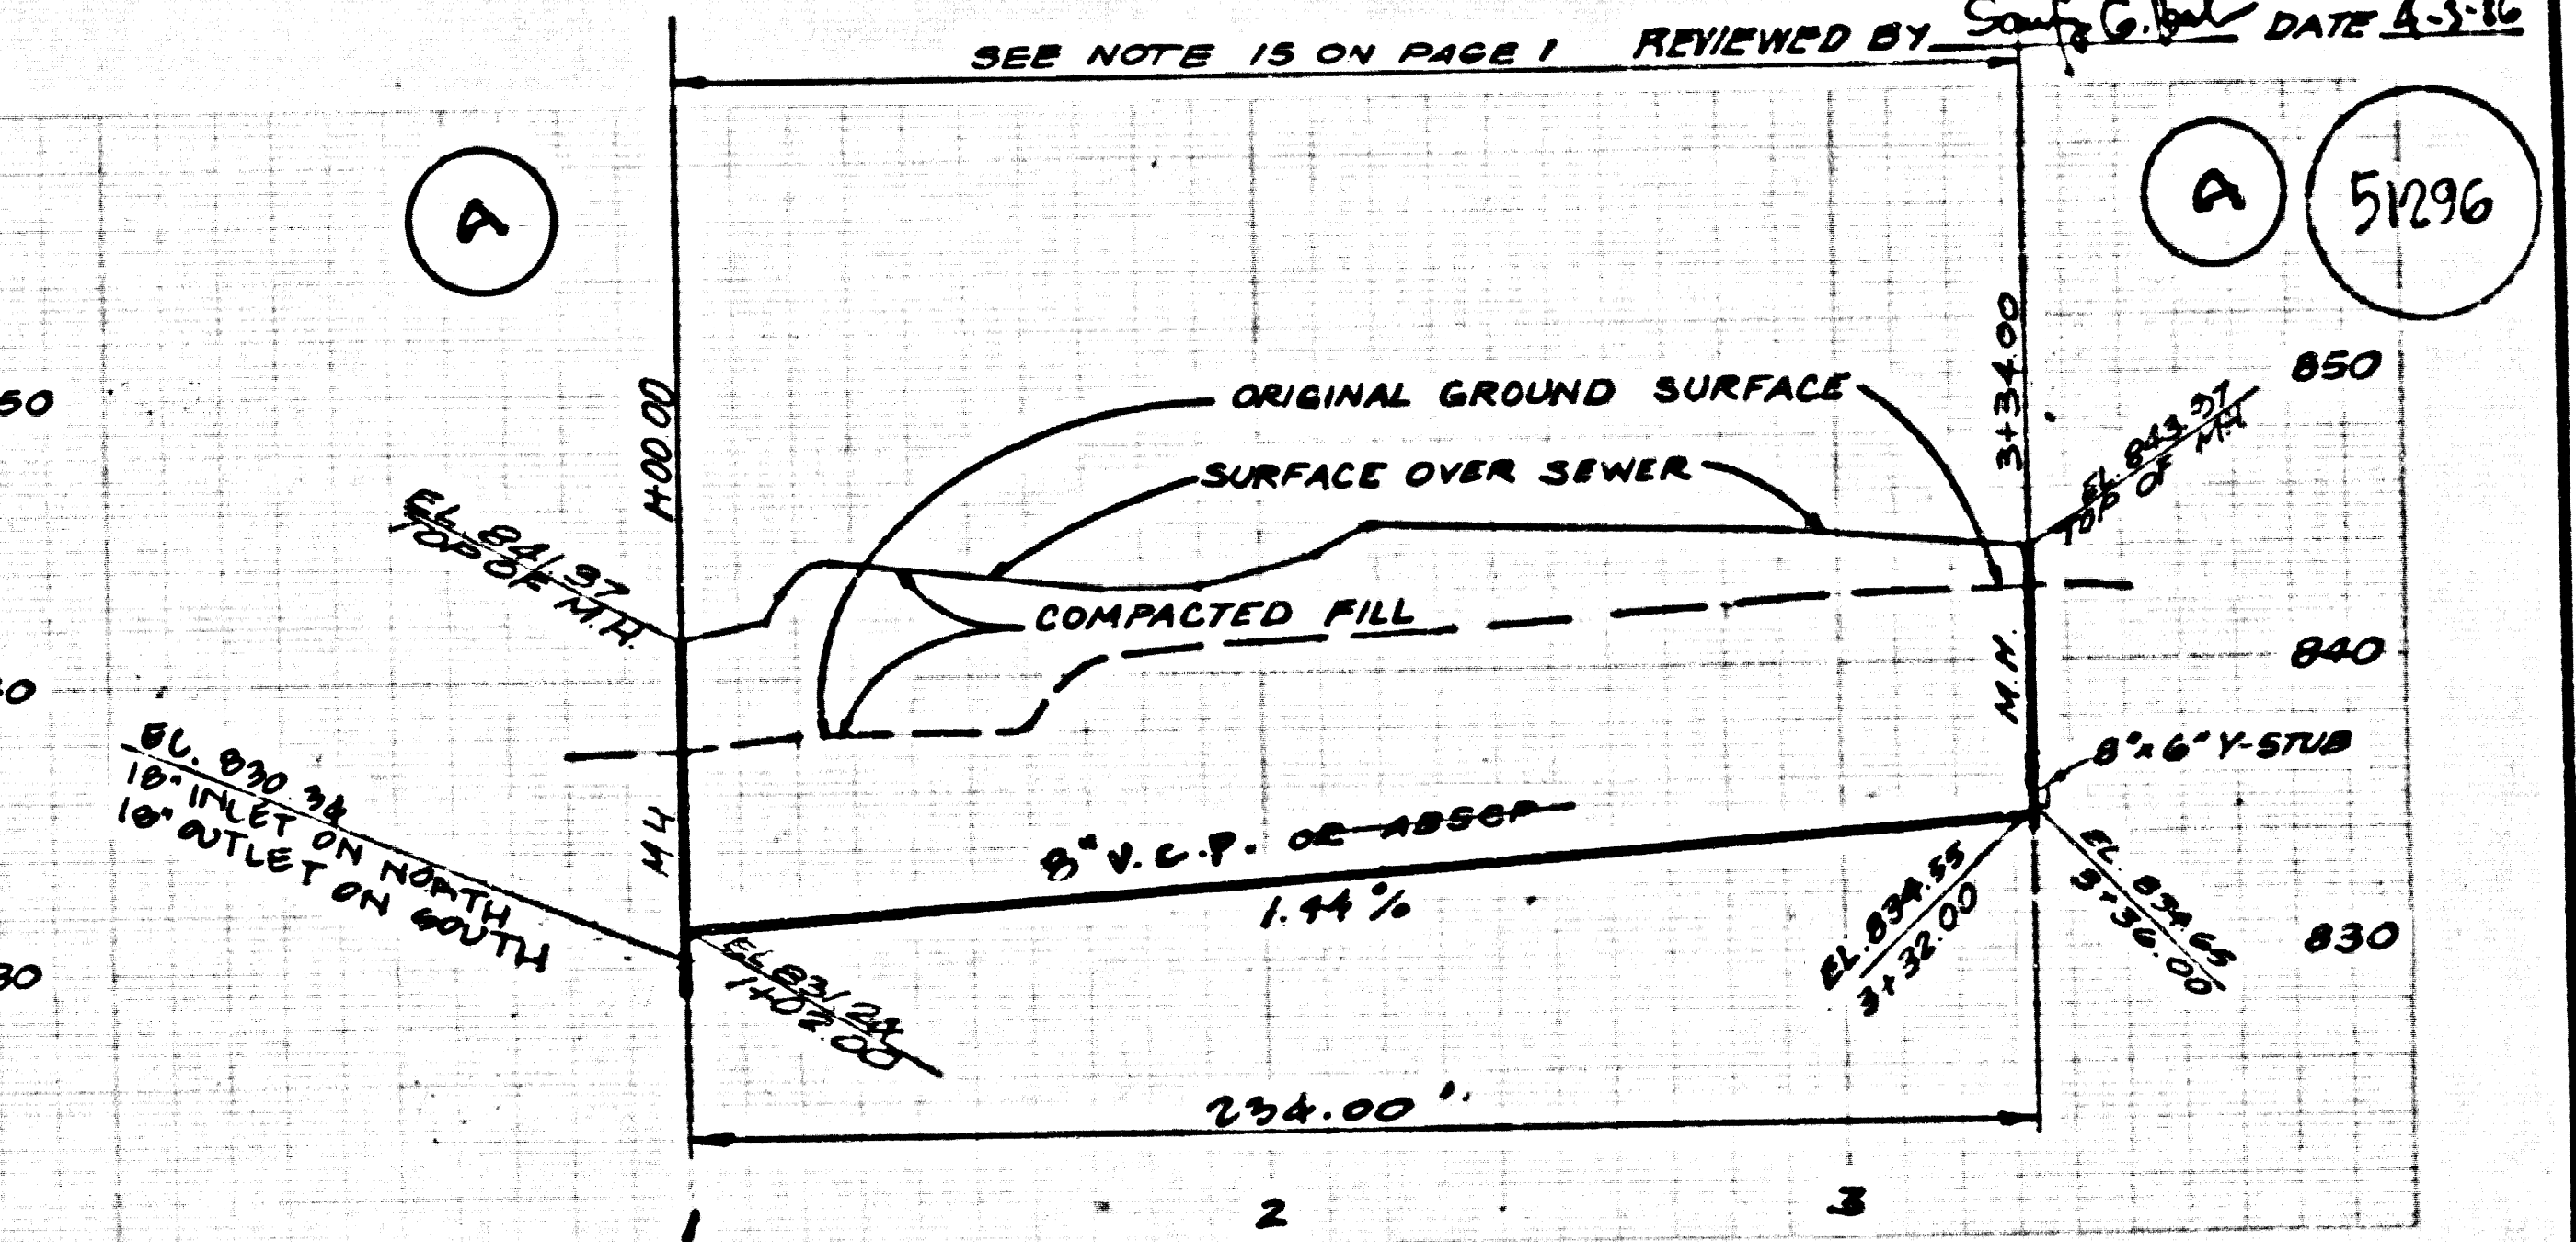 SEE NOTE 15 ON PAGE 1
REVIEWED BY
DATE 4-3-86
A
A
51296
1+00.00
3+34.00
50
850
ORIGINAL GROUND SURFACE
SURFACE OVER SEWER
EL. 841.37
TOP OF M.H.
EL. 843.37
TOP OF M.H.
COMPACTED FILL
M.H.
0
840
EL. 830.34
18" INLET ON NORTH
18" OUTLET ON SOUTH
8"x6" Y-STUB
M.H.
8" V.C.P. OR ABSCP
1.44%
EL. 834.55
3+32.00
EL. 834.65
3+36.00
30
830
EL 831.24
1+02.00
234.00'
1
2
3